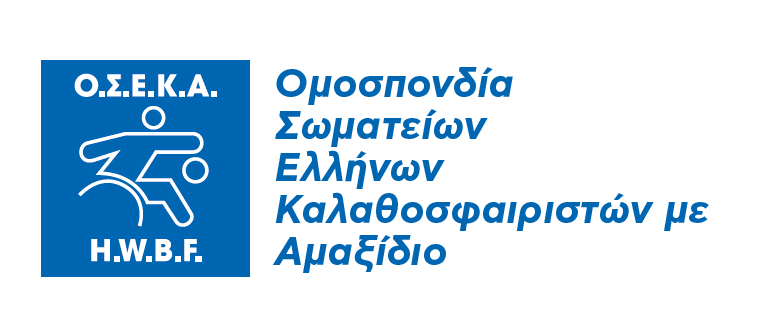 Ο.Σ.Ε.Κ.Α.
H.W.B.F.
Ομοσπονδία
Σωματείων
Ελλήνων
Καλαθοσφαιριστών με
Αμαξίδιο